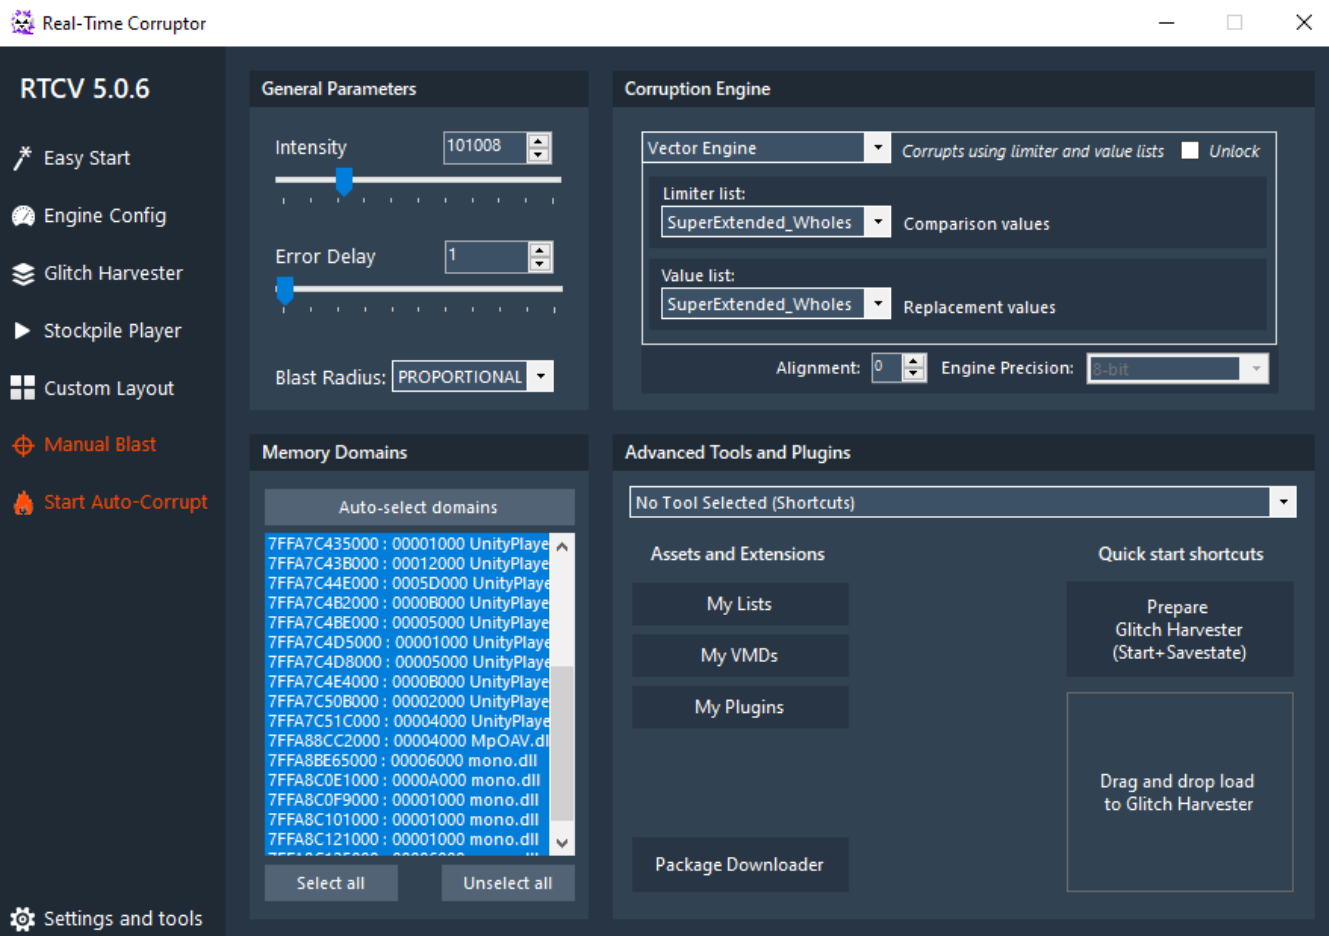 Real-Time Corruptor
RTCV 5.0.6
Easy Start
Engine Config
Glitch Harvester
Stockpile Player
Custom Layout
Manual Blast
Start Auto-Corrupt
Settings and tools
General Parameters
Intensity
101008
Error Delay
1
Blast Radius:
PROPORTIONAL
Corruption Engine
Vector Engine
Corrupts using limiter and value lists
Unlock
Limiter list:
SuperExtended_Wholes
Comparison values
Value list:
SuperExtended_Wholes
Replacement values
Alignment:
0
Engine Precision:
8-bit
Memory Domains
Auto-select domains
7FFA7C435000 : 00001000 UnityPlaye
7FFA7C43B000 : 00012000 UnityPlaye
7FFA7C44E000 : 0005D000 UnityPlaye
7FFA7C4B2000 : 0000B000 UnityPlaye
7FFA7C4BE000 : 00005000 UnityPlaye
7FFA7C4D5000 : 00001000 UnityPlaye
7FFA7C4D8000 : 00005000 UnityPlaye
7FFA7C4E4000 : 0000B000 UnityPlaye
7FFA7C50B000 : 00002000 UnityPlaye
7FFA7C51C000 : 00004000 UnityPlaye
7FFA88CC2000 : 00004000 MpOAV.dl
7FFA8BE65000 : 00006000 mono.dll
7FFA8C0E1000 : 0000A000 mono.dll
7FFA8C0F9000 : 00001000 mono.dll
7FFA8C101000 : 00001000 mono.dll
7FFA8C121000 : 00001000 mono.dll
Select all
Unselect all
Advanced Tools and Plugins
No Tool Selected (Shortcuts)
Assets and Extensions
My Lists
My VMDs
My Plugins
Package Downloader
Quick start shortcuts
Prepare
Glitch Harvester
(Start+Savestate)
Drag and drop load
to Glitch Harvester